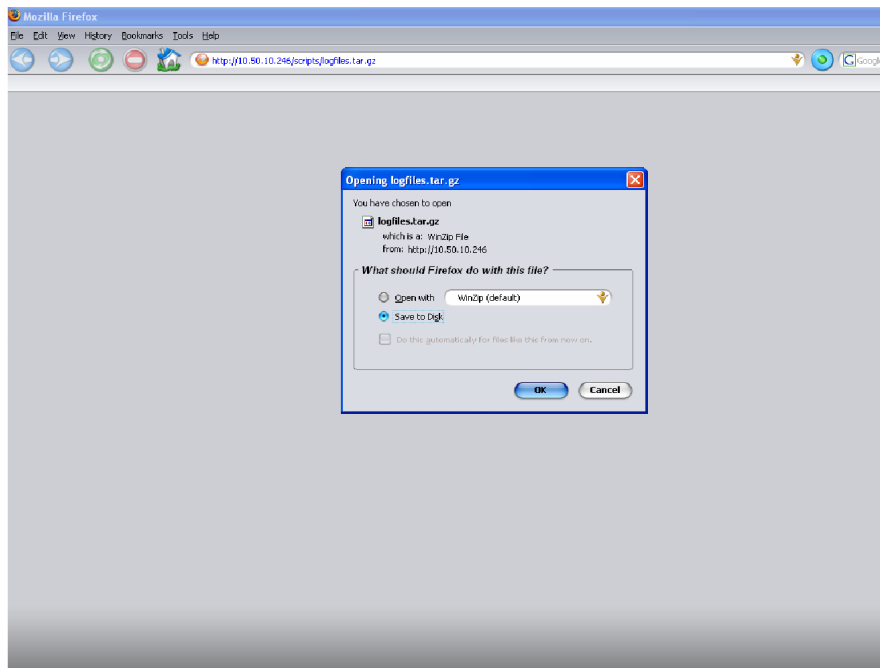 Mozilla Firefox
File Edit View History Bookmarks Tools Help
http://10.50.10.246/scripts/logfiles.tar.gz
G Google
Opening logfiles.tar.gz
You have chosen to open
logfiles.tar.gz
which is a: WinZip File
from: http://10.50.10.246
What should Firefox do with this file?
Open with WinZip (default)
Save to Disk
Do this automatically for files like this from now on.
OK Cancel